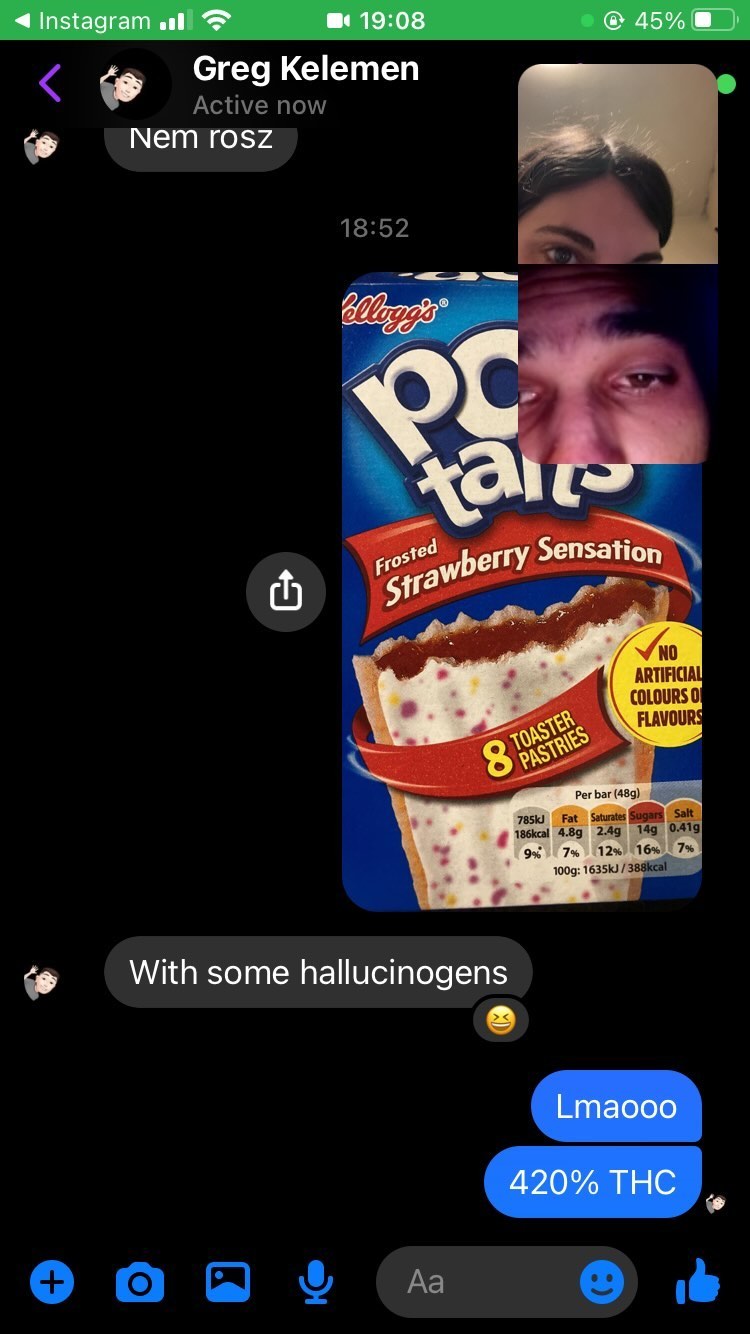 Instagram 19:08 45%
Greg Kelemen
Active now
Nem rosz
18:52
Kellogg's®
tarts
Frosted
Strawberry Sensation
NO
ARTIFICIAL
COLOURS
FLAVOURS
8 TOASTER
PASTRIES
Per bar (48g)
785kJ Fat Saturates Sugars Salt
186kcal 4.8g 2.4g 14g 0.41g
9%* 7% 12% 16% 7%
100g: 1635kJ / 388kcal
With some hallucinogens
Lmaooo
420% THC
Aa